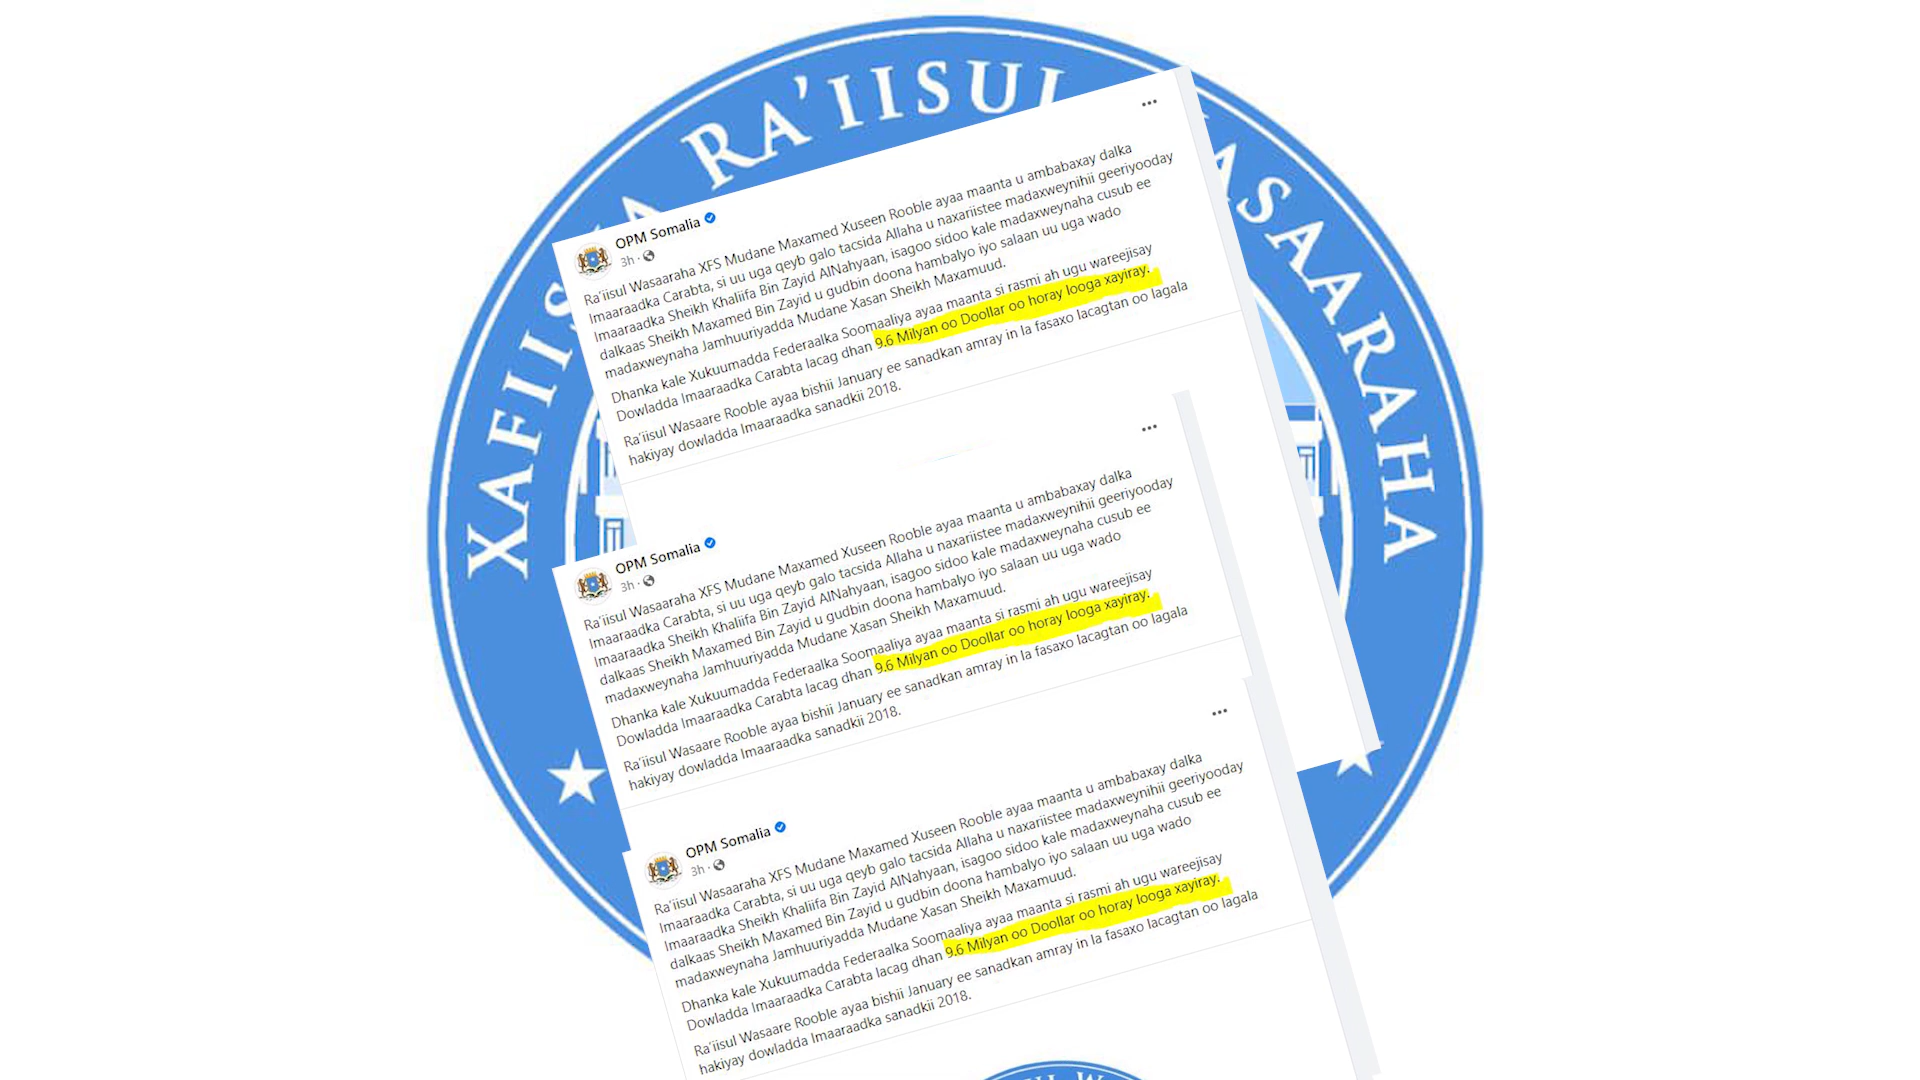 XAFIIS A RA'IISUL ASAARAHA
OPM Somalia
3h ·
Ra'iisul Wasaaraha XFS Mudane Maxamed Xuseen Rooble ayaa maanta u ambabaxay dalka
Imaaraadka Carabta, si uu uga qeyb galo tacsida Allaha u naxariistee madaxweynihii geeriyooday
Imaaraadka Sheikh Khaliifa Bin Zayid AlNahyaan, isagoo sidoo kale madaxweynaha cusub ee
dalkaas Sheikh Maxamed Bin Zayid u gudbin doona hambalyo iyo salaan uu uga wado
madaxweynaha Jamhuuriyadda Mudane Xasan Sheikh Maxamuud.
Dhanka kale Xukuumadda Federaalka Soomaaliya ayaa maanta si rasmi ah ugu wareejisay
Dowladda Imaaraadka Carabta lacag dhan 9.6 Milyan oo Doollar oo horay looga xayiray.
Ra'iisul Wasaare Rooble ayaa bishii January ee sanadkan amray in la fasaxo lacagtan oo lagala
hakiyay dowladda Imaaraadka sanadkii 2018.
OPM Somalia
3h ·
Ra'iisul Wasaaraha XFS Mudane Maxamed Xuseen Rooble ayaa maanta u ambabaxay dalka
Imaaraadka Carabta, si uu uga qeyb galo tacsida Allaha u naxariistee madaxweynihii geeriyooday
Imaaraadka Sheikh Khaliifa Bin Zayid AlNahyaan, isagoo sidoo kale madaxweynaha cusub ee
dalkaas Sheikh Maxamed Bin Zayid u gudbin doona hambalyo iyo salaan uu uga wado
madaxweynaha Jamhuuriyadda Mudane Xasan Sheikh Maxamuud.
Dhanka kale Xukuumadda Federaalka Soomaaliya ayaa maanta si rasmi ah ugu wareejisay
Dowladda Imaaraadka Carabta lacag dhan 9.6 Milyan oo Doollar oo horay looga xayiray.
Ra'iisul Wasaare Rooble ayaa bishii January ee sanadkan amray in la fasaxo lacagtan oo lagala
hakiyay dowladda Imaaraadka sanadkii 2018.
OPM Somalia
3h ·
Ra'iisul Wasaaraha XFS Mudane Maxamed Xuseen Rooble ayaa maanta u ambabaxay dalka
Imaaraadka Carabta, si uu uga qeyb galo tacsida Allaha u naxariistee madaxweynihii geeriyooday
Imaaraadka Sheikh Khaliifa Bin Zayid AlNahyaan, isagoo sidoo kale madaxweynaha cusub ee
dalkaas Sheikh Maxamed Bin Zayid u gudbin doona hambalyo iyo salaan uu uga wado
madaxweynaha Jamhuuriyadda Mudane Xasan Sheikh Maxamuud.
Dhanka kale Xukuumadda Federaalka Soomaaliya ayaa maanta si rasmi ah ugu wareejisay
Dowladda Imaaraadka Carabta lacag dhan 9.6 Milyan oo Doollar oo horay looga xayiray.
Ra'iisul Wasaare Rooble ayaa bishii January ee sanadkan amray in la fasaxo lacagtan oo lagala
hakiyay dowladda Imaaraadka sanadkii 2018.